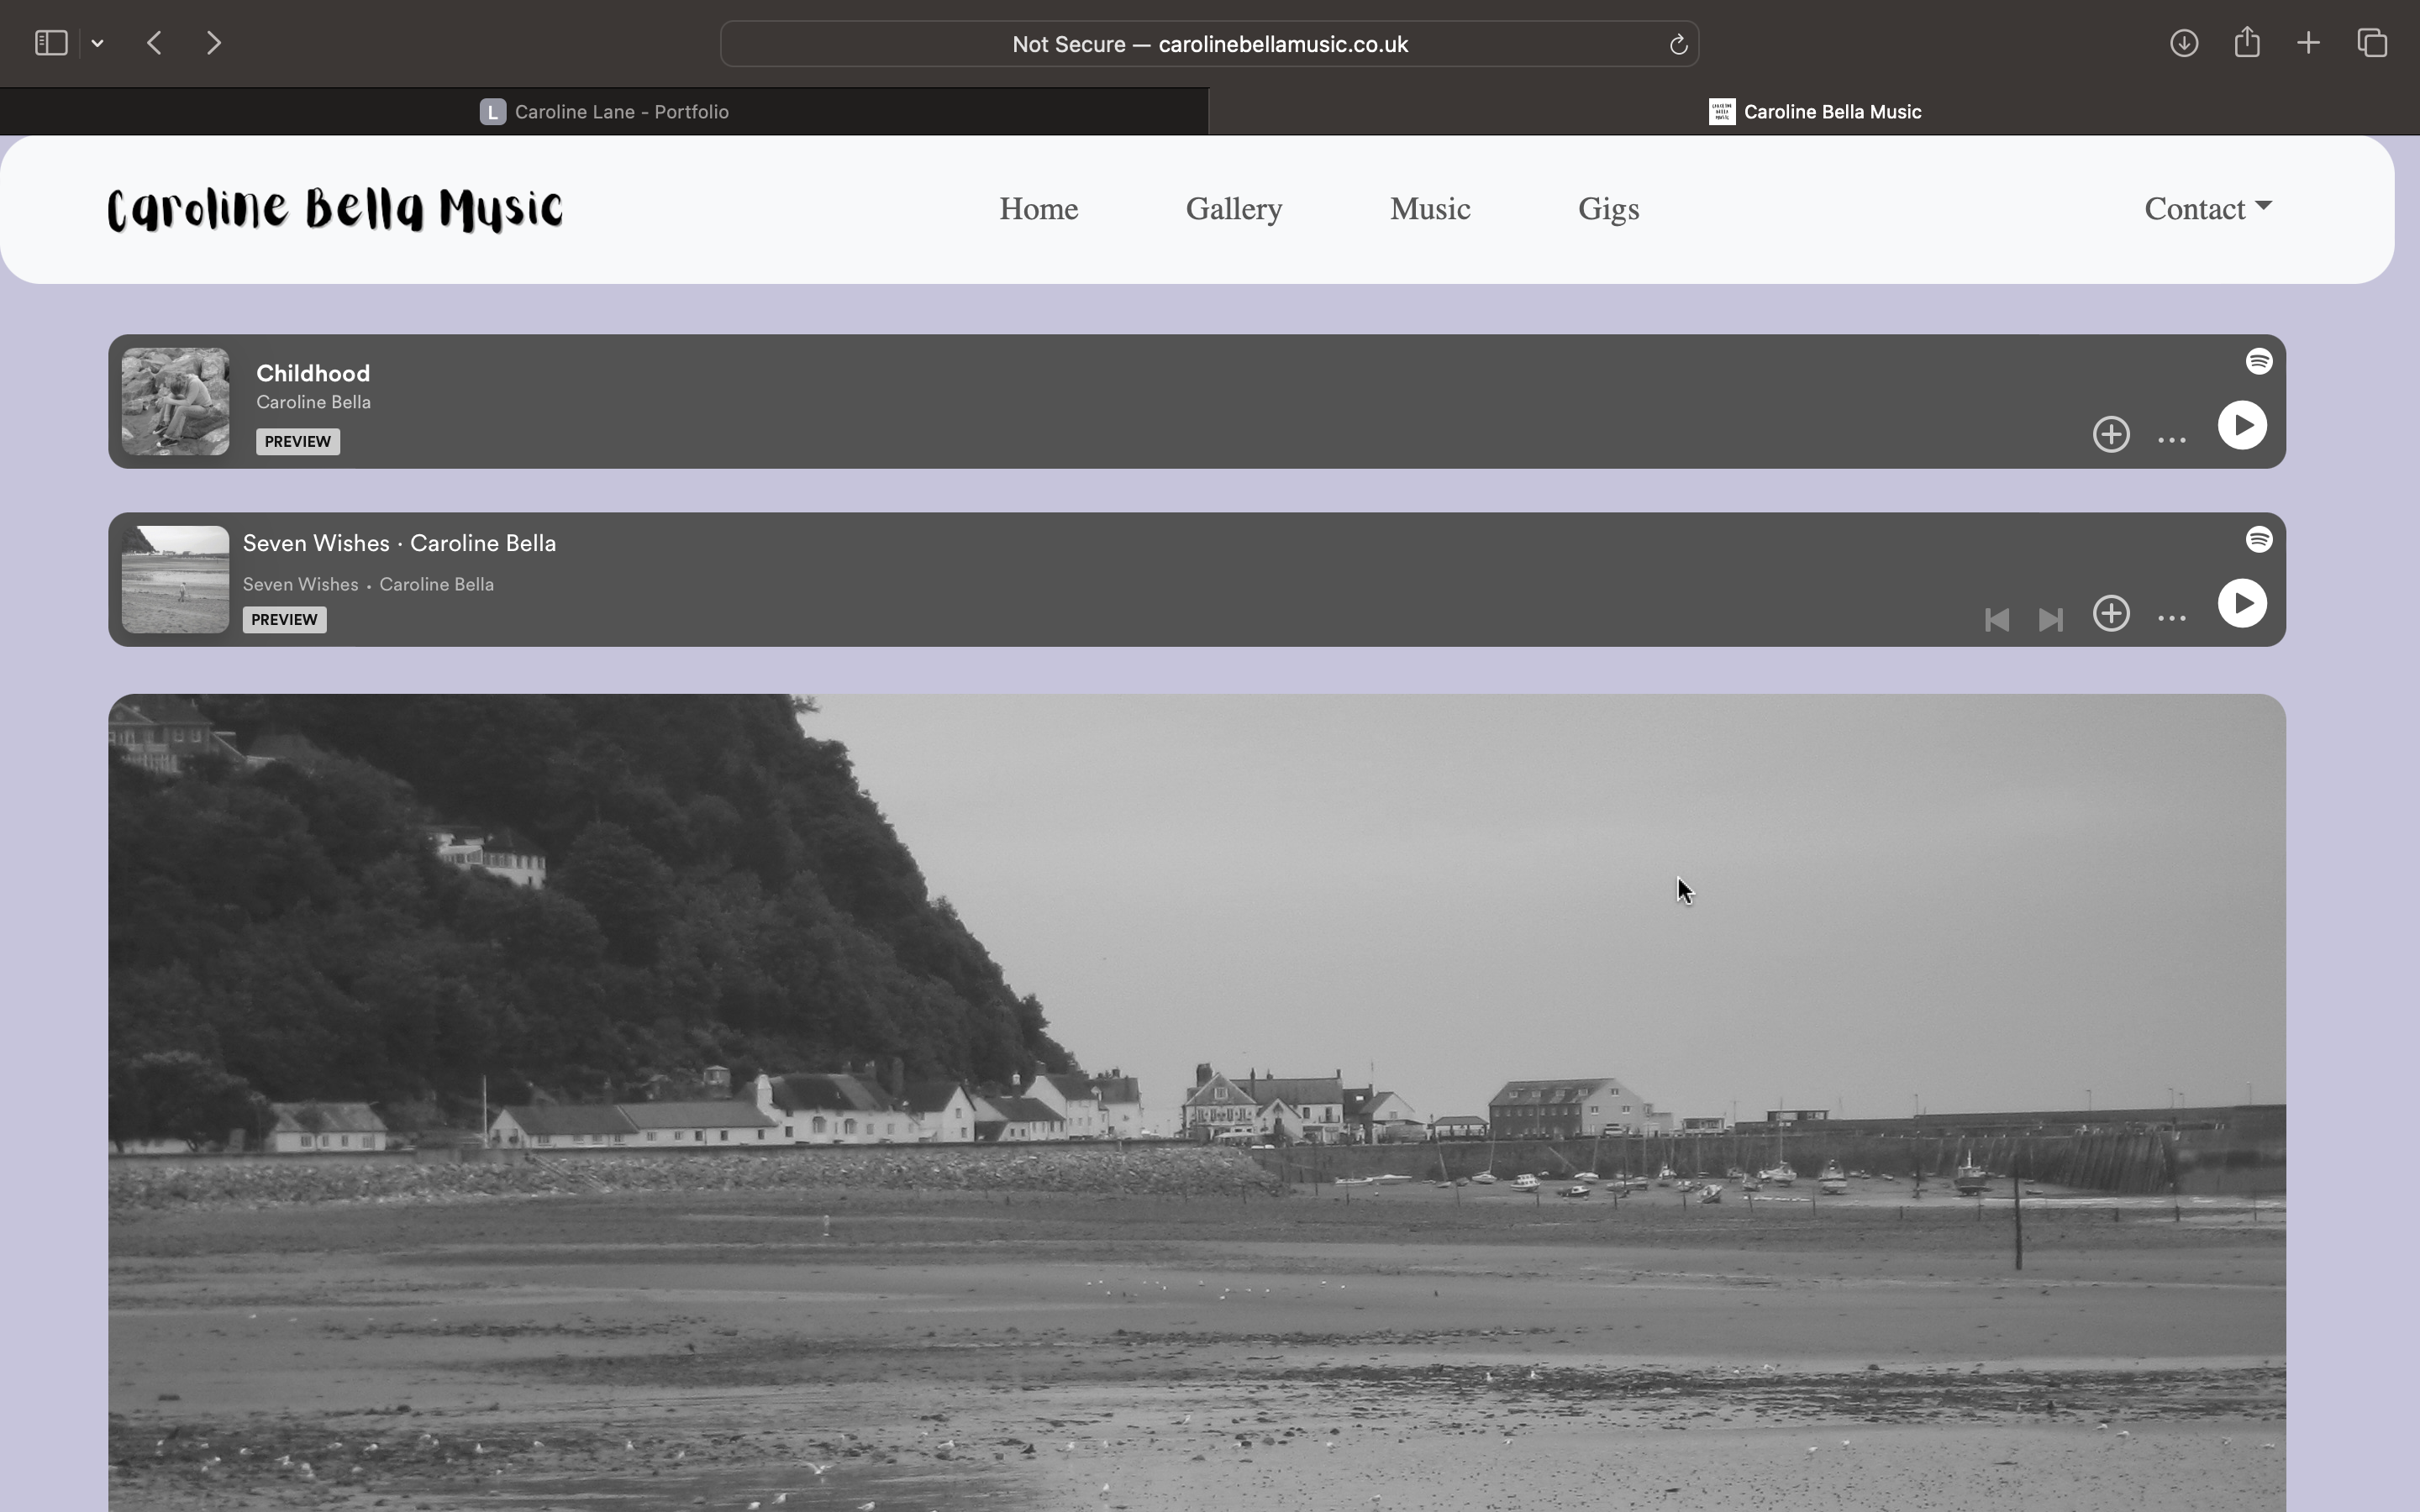 Not Secure — carolinebellamusic.co.uk
L Caroline Lane - Portfolio
Caroline Bella Music
Caroline Bella Music
Home Gallery Music Gigs Contact
Childhood
Caroline Bella
PREVIEW
Seven Wishes · Caroline Bella
Seven Wishes • Caroline Bella
PREVIEW